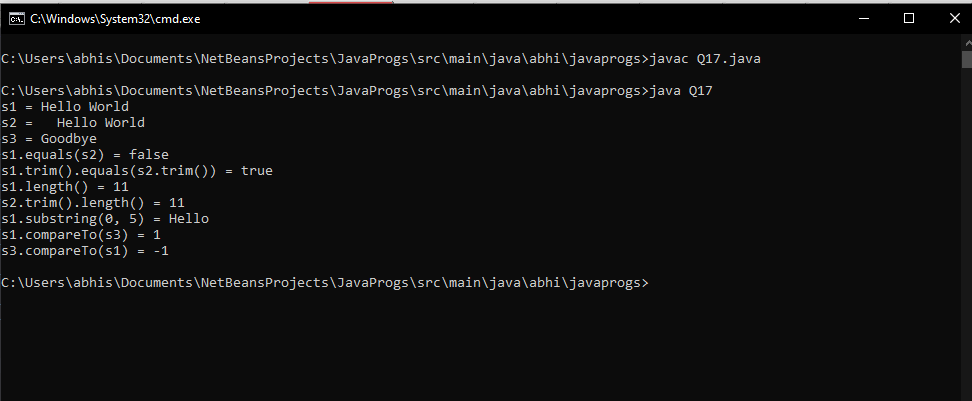 C:\Windows\System32\cmd.exe
C:\Users\abhis\Documents\NetBeansProjects\JavaProgs\src\main\java\abhi\javaprogs>javac Q17.java
C:\Users\abhis\Documents\NetBeansProjects\JavaProgs\src\main\java\abhi\javaprogs>java Q17
s1 = Hello World
s2 =   Hello World
s3 = Goodbye
s1.equals(s2) = false
s1.trim().equals(s2.trim()) = true
s1.length() = 11
s2.trim().length() = 11
s1.substring(0, 5) = Hello
s1.compareTo(s3) = 1
s3.compareTo(s1) = -1
C:\Users\abhis\Documents\NetBeansProjects\JavaProgs\src\main\java\abhi\javaprogs>